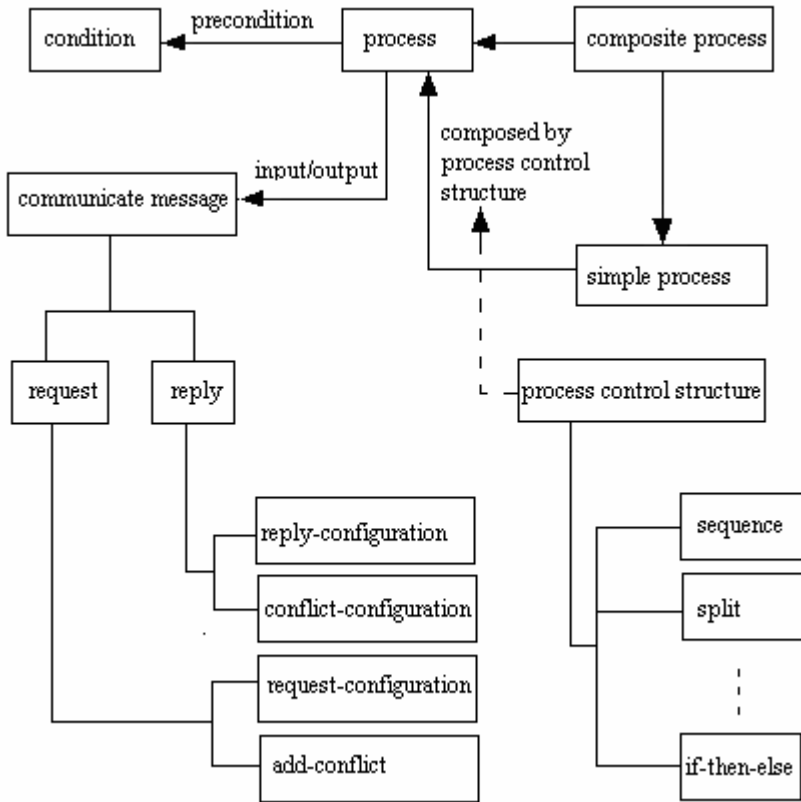 condition
precondition
process
composite process
composed by
process control
structure
input/output
communicate message
simple process
request
reply
process control structure
reply-configuration
sequence
conflict-configuration
split
request-configuration
add-conflict
if-then-else